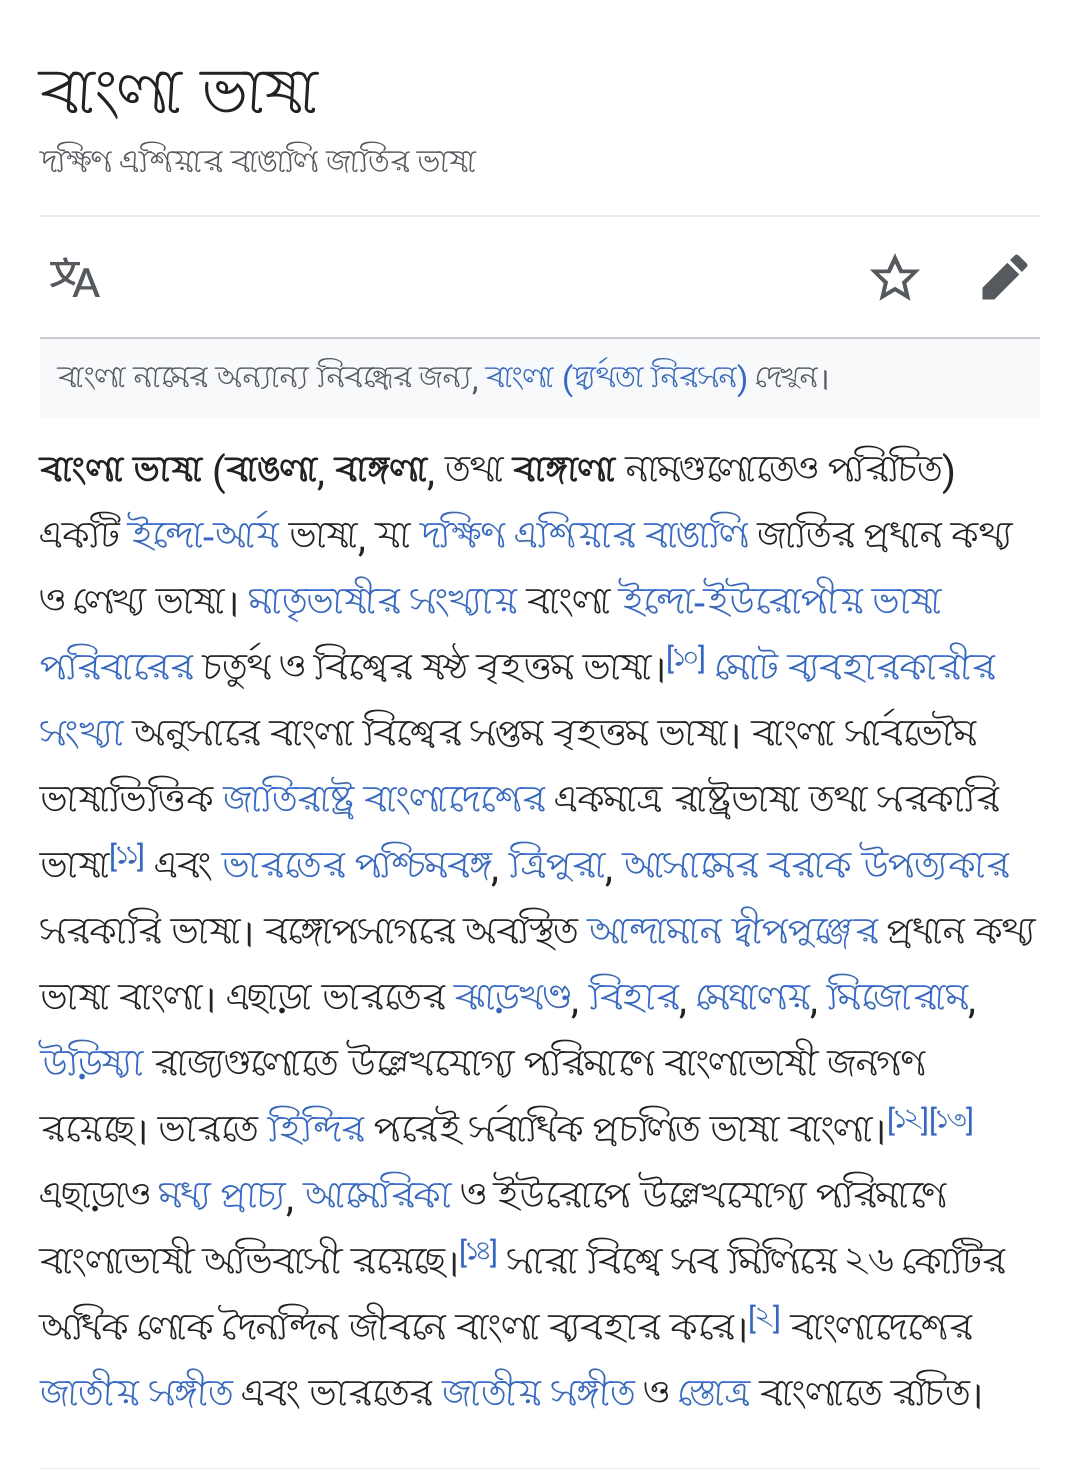 বাংলা ভাষা
দক্ষিণ এশিয়ার বাঙালি জাতির ভাষা
বাংলা নামের অন্যান্য নিবন্ধের জন্য, বাংলা (দ্ব্যর্থতা নিরসন) দেখুন।
বাংলা ভাষা (বাঙলা, বাঙ্গলা, তথা বাঙ্গালা নামগুলোতেও পরিচিত)
একটি ইন্দো-আর্য ভাষা, যা দক্ষিণ এশিয়ার বাঙালি জাতির প্রধান কথ্য
ও লেখ্য ভাষা। মাতৃভাষীর সংখ্যায় বাংলা ইন্দো-ইউরোপীয় ভাষা
পরিবারের চতুর্থ ও বিশ্বের ষষ্ঠ বৃহত্তম ভাষা।[১০] মোট ব্যবহারকারীর
সংখ্যা অনুসারে বাংলা বিশ্বের সপ্তম বৃহত্তম ভাষা। বাংলা সার্বভৌম
ভাষাভিত্তিক জাতিরাষ্ট্র বাংলাদেশের একমাত্র রাষ্ট্রভাষা তথা সরকারি
ভাষা[১১] এবং ভারতের পশ্চিমবঙ্গ, ত্রিপুরা, আসামের বরাক উপত্যকার
সরকারি ভাষা। বঙ্গোপসাগরে অবস্থিত আন্দামান দ্বীপপুঞ্জের প্রধান কথ্য
ভাষা বাংলা। এছাড়া ভারতের ঝাড়খণ্ড, বিহার, মেঘালয়, মিজোরাম,
উড়িষ্যা রাজ্যগুলোতে উল্লেখযোগ্য পরিমাণে বাংলাভাষী জনগণ
রয়েছে। ভারতে হিন্দির পরেই সর্বাধিক প্রচলিত ভাষা বাংলা।[১২][১৩]
এছাড়াও মধ্য প্রাচ্য, আমেরিকা ও ইউরোপে উল্লেখযোগ্য পরিমাণে
বাংলাভাষী অভিবাসী রয়েছে।[১৪] সারা বিশ্বে সব মিলিয়ে ২৬ কোটির
অধিক লোক দৈনন্দিন জীবনে বাংলা ব্যবহার করে।[২] বাংলাদেশের
জাতীয় সঙ্গীত এবং ভারতের জাতীয় সঙ্গীত ও স্তোত্র বাংলাতে রচিত।